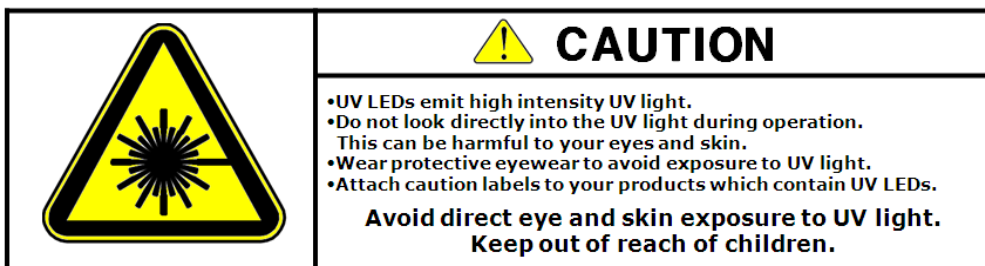 CAUTION
•UV LEDs emit high intensity UV light.
•Do not look directly into the UV light during operation.
This can be harmful to your eyes and skin.
•Wear protective eyewear to avoid exposure to UV light.
•Attach caution labels to your products which contain UV LEDs.
Avoid direct eye and skin exposure to UV light.
Keep out of reach of children.